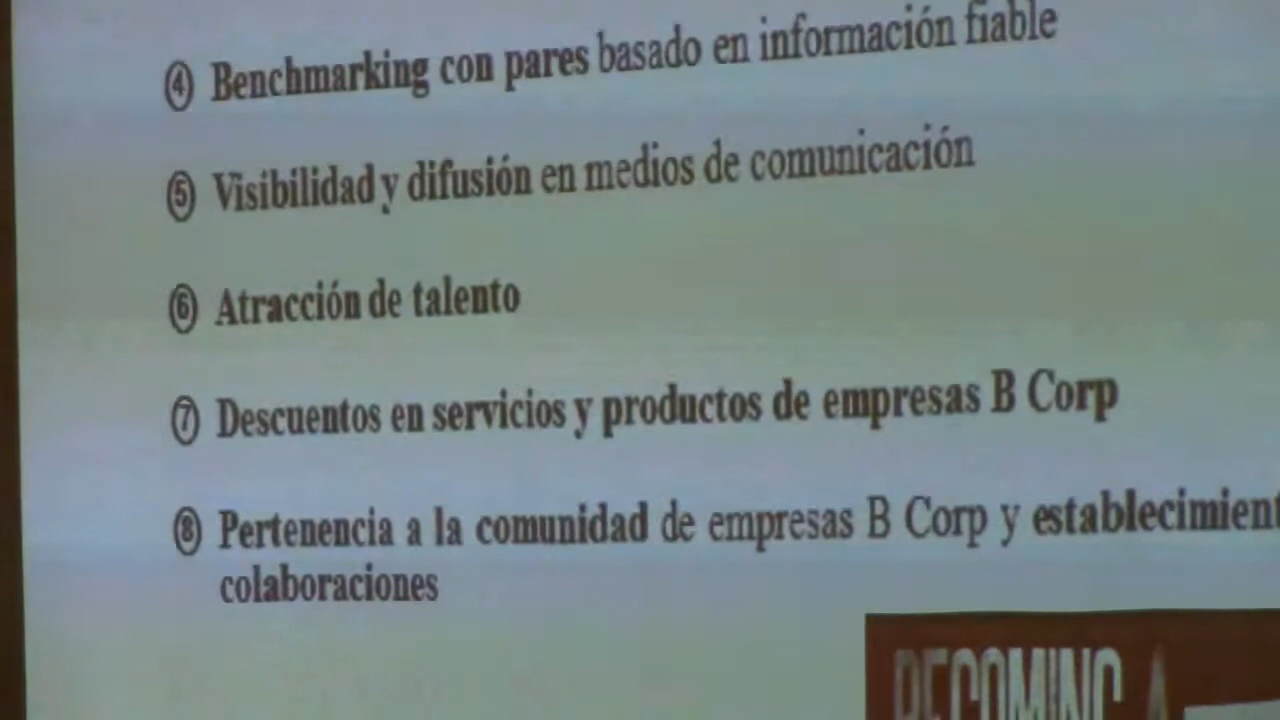 ④ Benchmarking con pares basado en información fiable
⑤ Visibilidad y difusión en medios de comunicación
⑥ Atracción de talento
⑦ Descuentos en servicios y productos de empresas B Corp
⑧ Pertenencia a la comunidad de empresas B Corp y
colaboraciones
BECOMING A